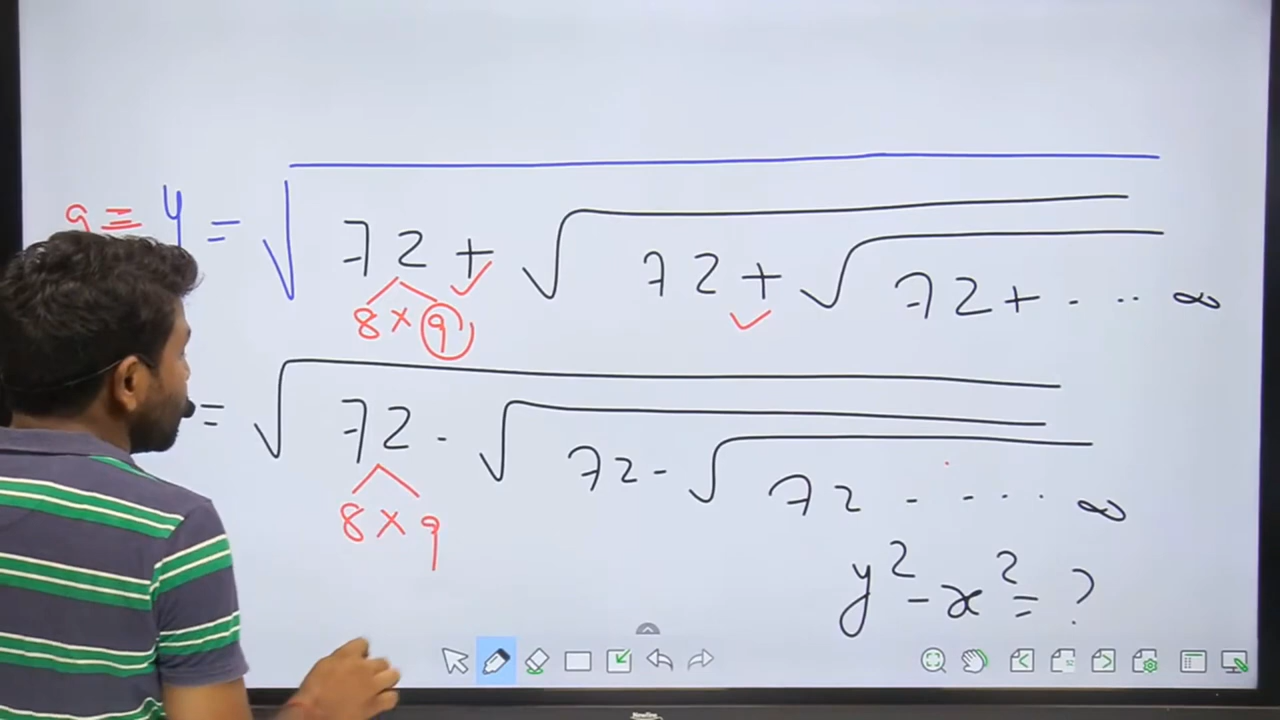 9 = y = √72 + √72 + √72 + . .. ∞
8 × 9
= √72 - √72 - √72 - - . . . ∞
8 × 9
y² - x² = ?